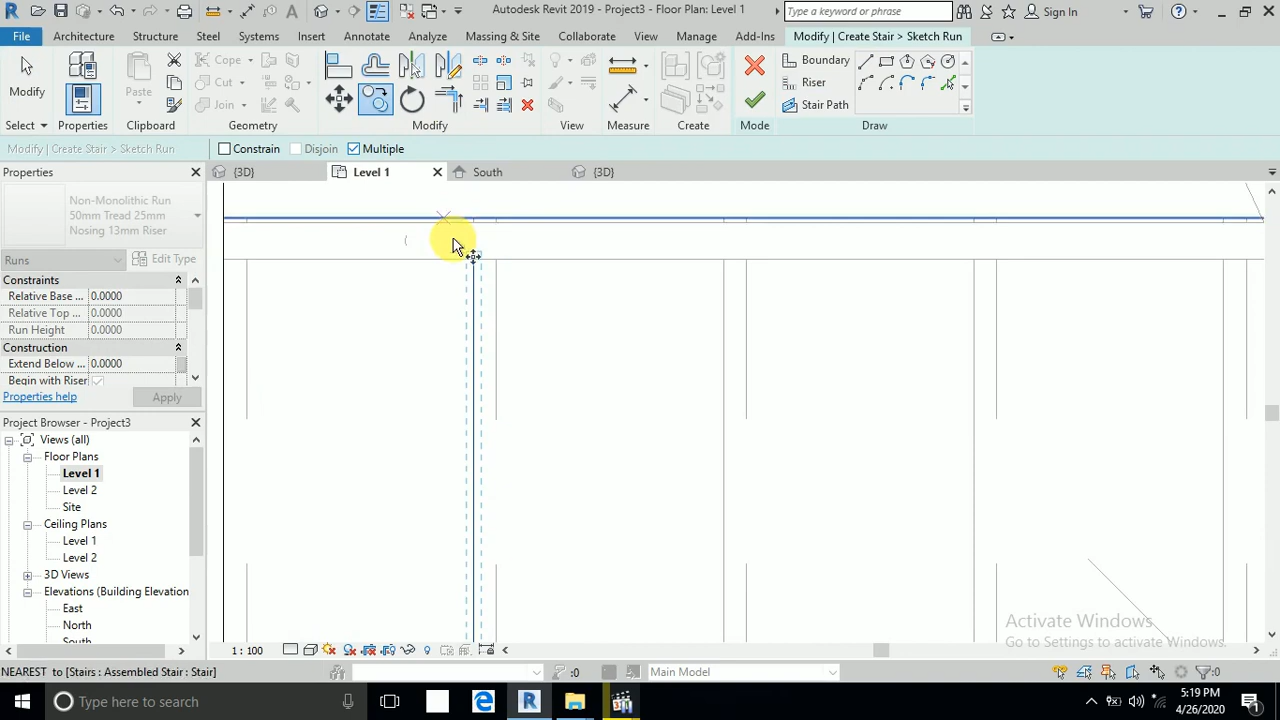 Autodesk Revit 2019 - Project3 - Floor Plan: Level 1
Type a keyword or phrase
Sign In
File Architecture Structure Steel Systems Insert Annotate Analyze Massing & Site Collaborate View Manage Add-Ins Modify | Create Stair > Sketch Run
Modify
Paste
Cope
Cut
Join
Boundary
Riser
Stair Path
Select Properties Clipboard Geometry Modify View Measure Create Mode Draw
Modify | Create Stair > Sketch Run
Constrain Disjoin Multiple
Properties
{3D}
Level 1
South
{3D}
Non-Monolithic Run
50mm Tread 25mm
Nosing 13mm Riser
Runs
Edit Type
Constraints
Relative Base ... 0.0000
Relative Top ... 0.0000
Run Height 0.0000
Construction
Extend Below ... 0.0000
Begin with Riser
Properties help
Apply
Project Browser - Project3
Views (all)
Floor Plans
Level 1
Level 2
Site
Ceiling Plans
Level 1
Level 2
3D Views
Elevations (Building Elevation
East
North
South
Activate Windows
Go to Settings to activate Windows.
1 : 100
NEAREST to [Stairs : Assembled Stair : Stair]
:0
Main Model
:0
Type here to search
5:19 PM
4/26/2020